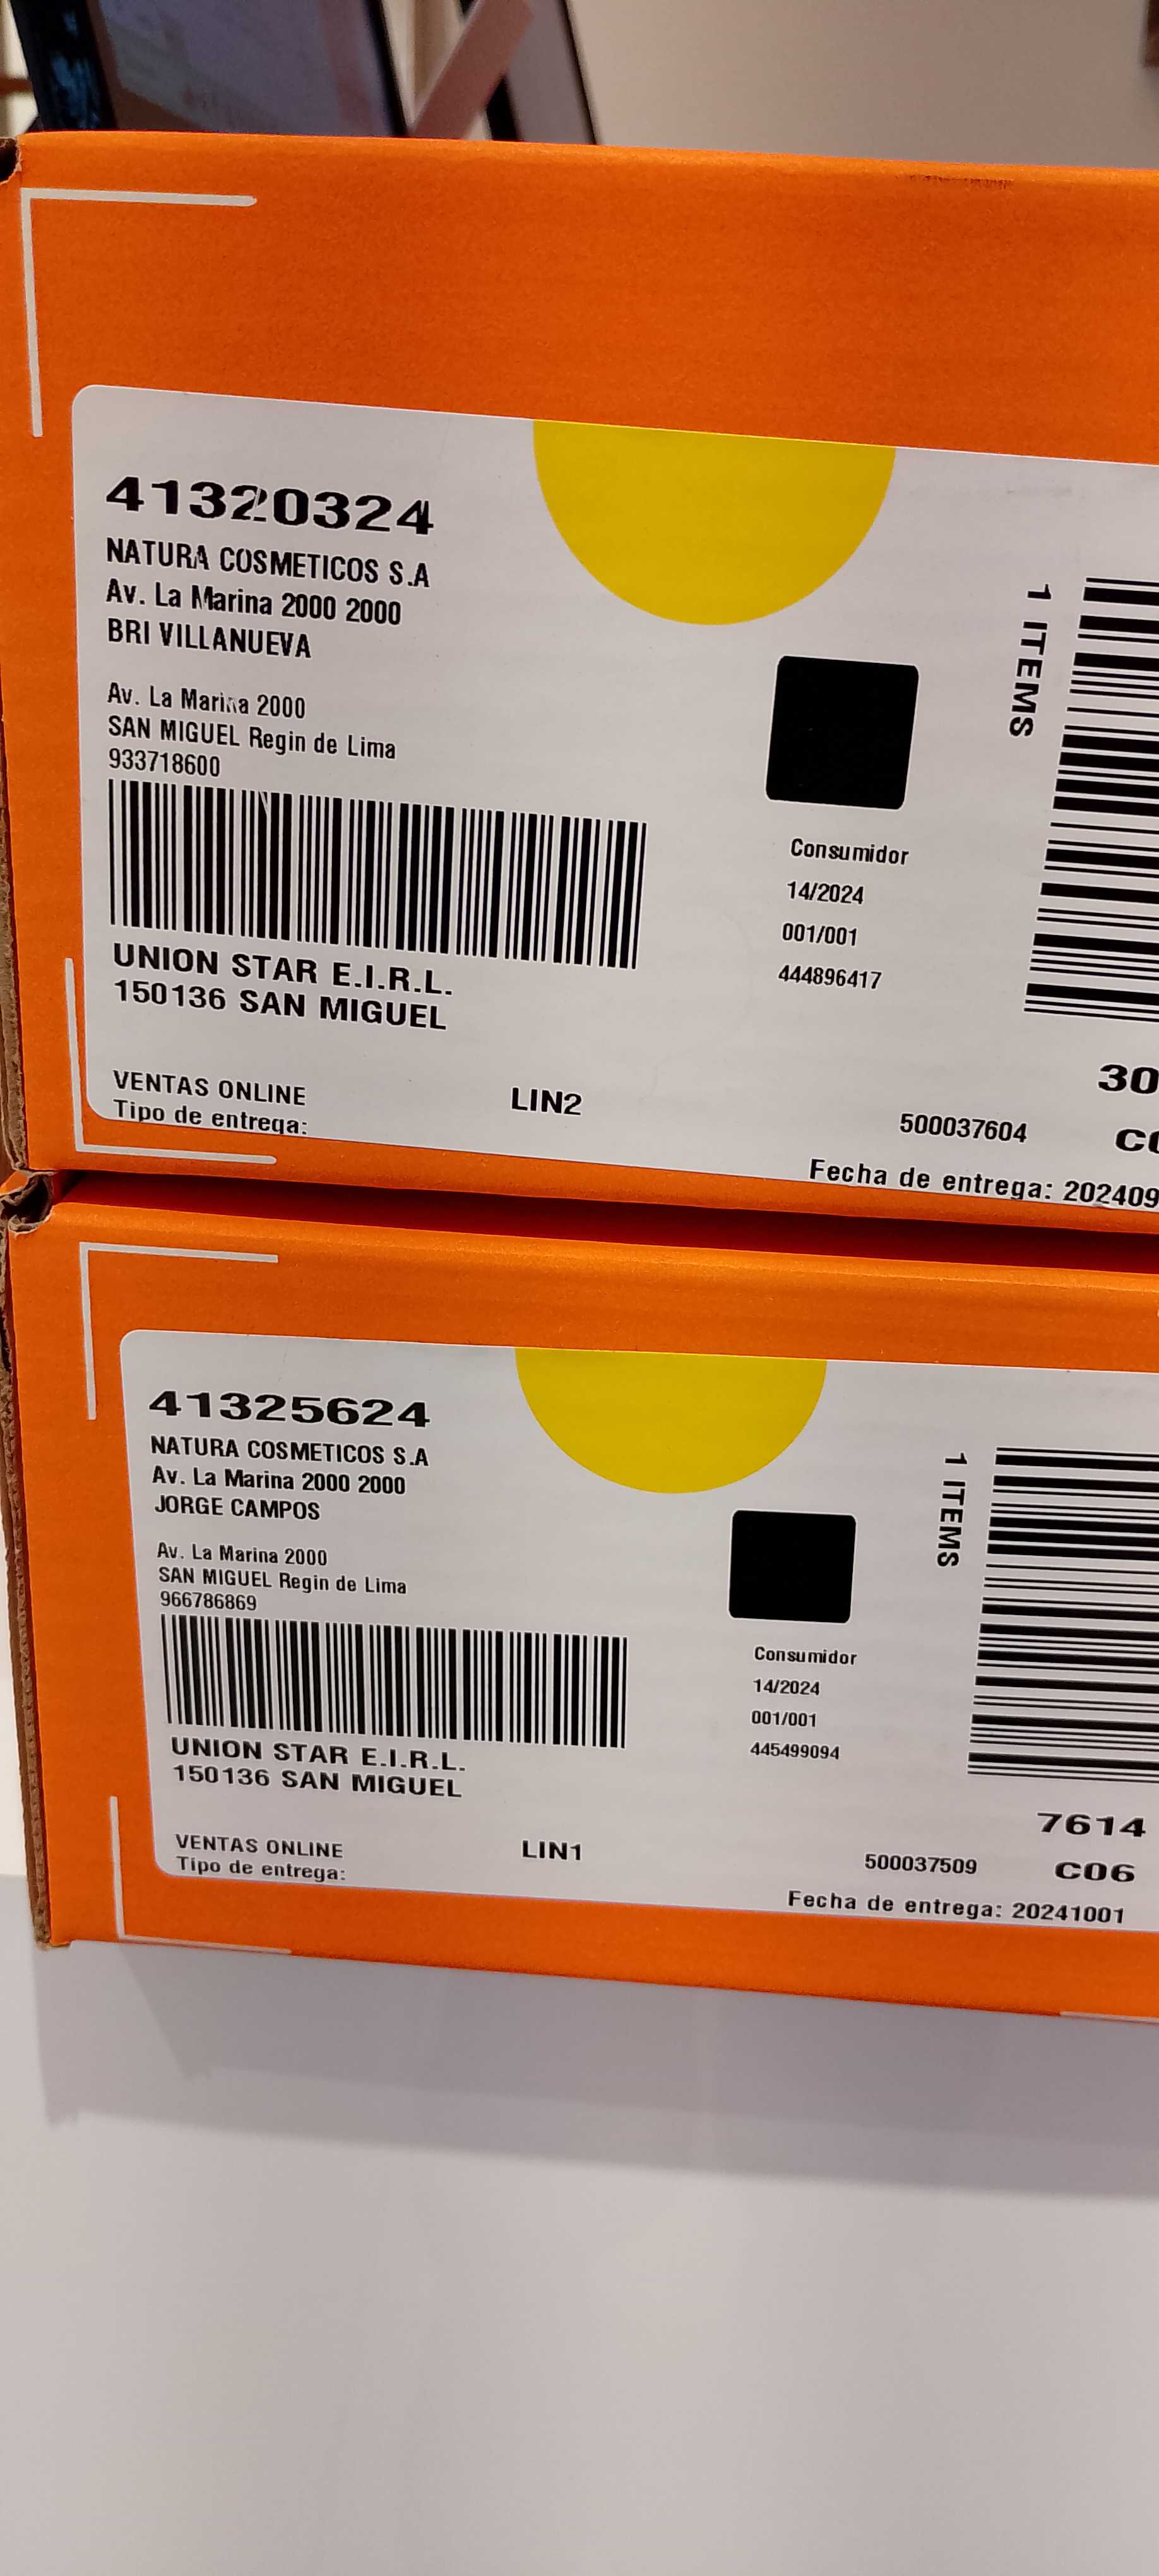 41320324
NATURA COSMETICOS S.A
Av. La Marina 2000 2000
BRI VILLANUEVA
Av. La Marina 2000
SAN MIGUEL Regin de Lima
933718600
UNION STAR E.I.R.L.
150136 SAN MIGUEL
VENTAS ONLINE
Tipo de entrega:
LIN2
1 ITEMS
Consumidor
14/2024
001/001
444896417
30
500037604
Fecha de entrega: 202409
41325624
NATURA COSMETICOS S.A
Av. La Marina 2000 2000
JORGE CAMPOS
Av. La Marina 2000
SAN MIGUEL Regin de Lima
966786869
UNION STAR E.I.R.L.
150136 SAN MIGUEL
VENTAS ONLINE
Tipo de entrega:
LIN1
1 ITEMS
Consumidor
14/2024
001/001
445499094
7614
500037509
C06
Fecha de entrega: 20241001